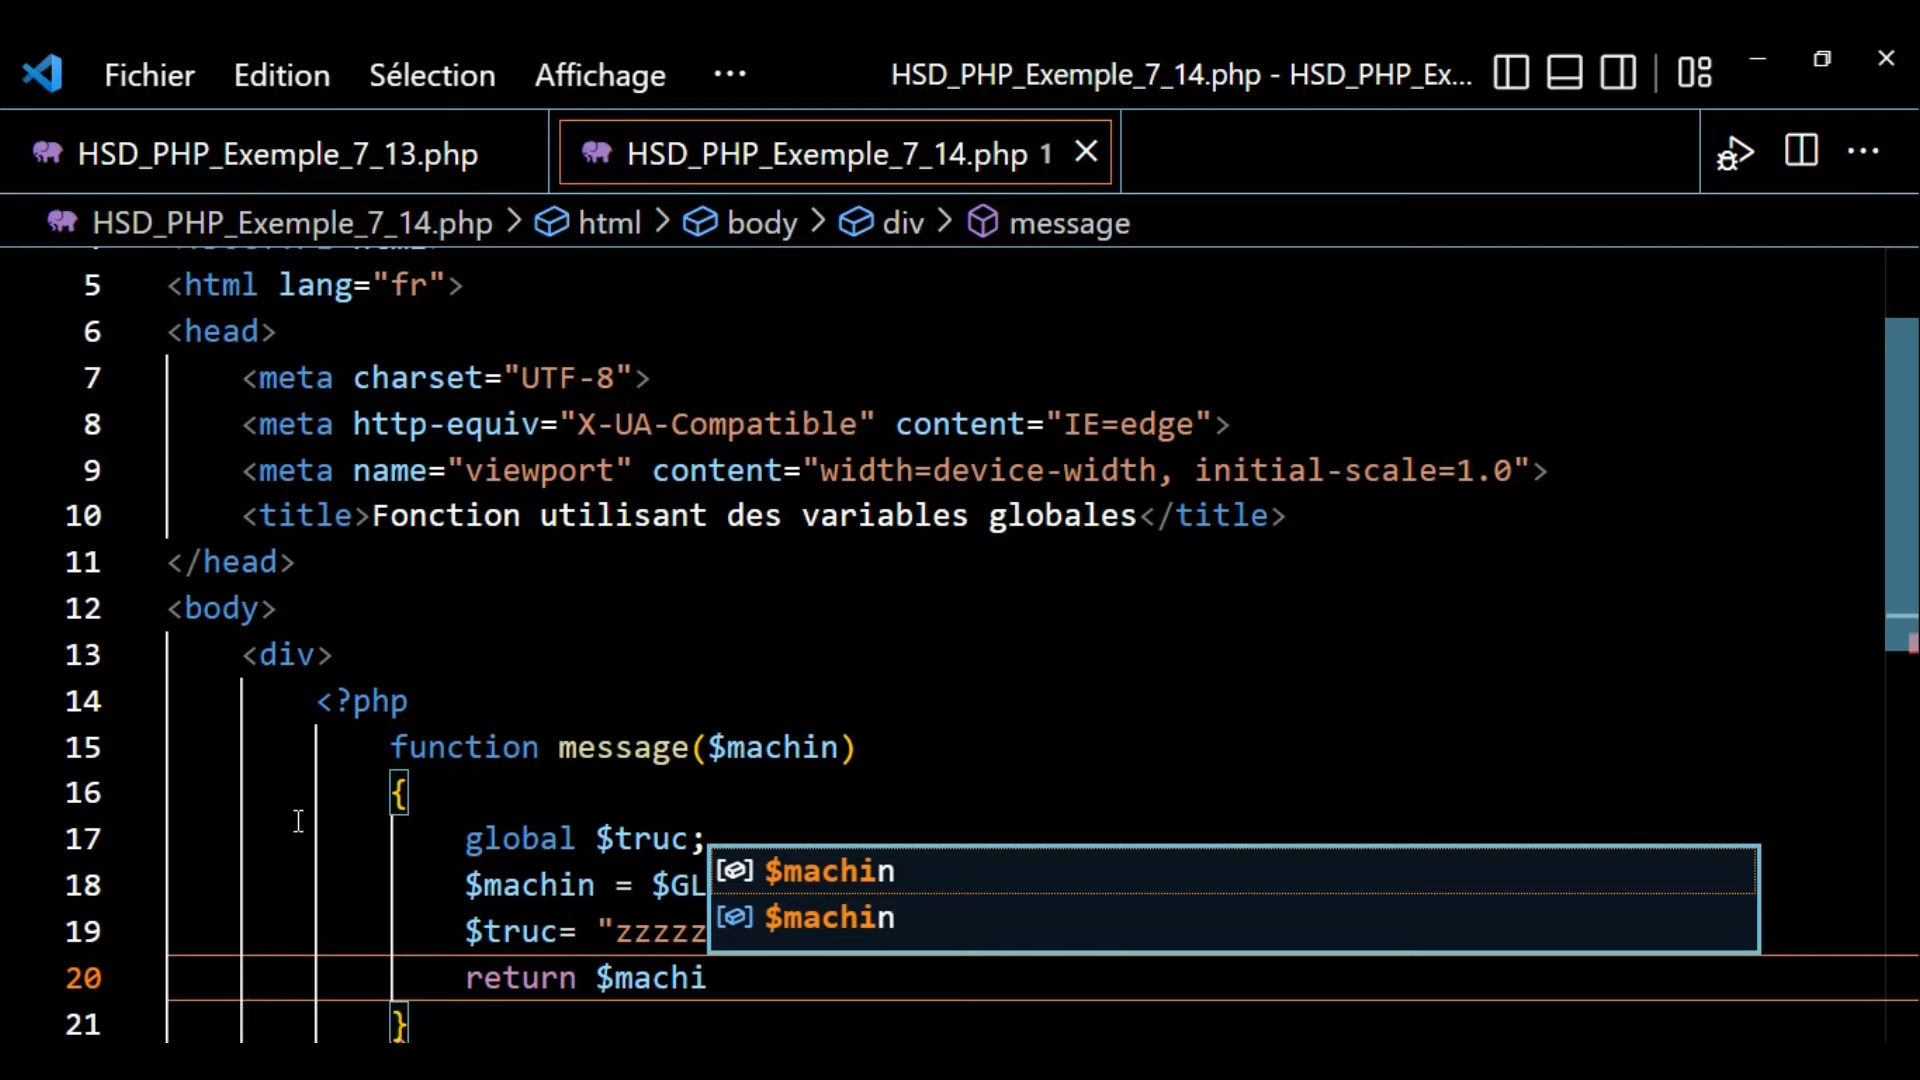 Fichier Edition Sélection Affichage ··· HSD_PHP_Exemple_7_14.php - HSD_PHP_Ex...
HSD_PHP_Exemple_7_13.php HSD_PHP_Exemple_7_14.php 1
HSD_PHP_Exemple_7_14.php > html > body > div > message
5 <html lang="fr">
6 <head>
7 <meta charset="UTF-8">
8 <meta http-equiv="X-UA-Compatible" content="IE=edge">
9 <meta name="viewport" content="width=device-width, initial-scale=1.0">
10 <title>Fonction utilisant des variables globales</title>
11 </head>
12 <body>
13 <div>
14 <?php
15 function message($machin)
16 {
17 global $truc;
$machin
18 $machin = $GL
$machin
19 $truc= "zzzzz
20 return $machi
21 }